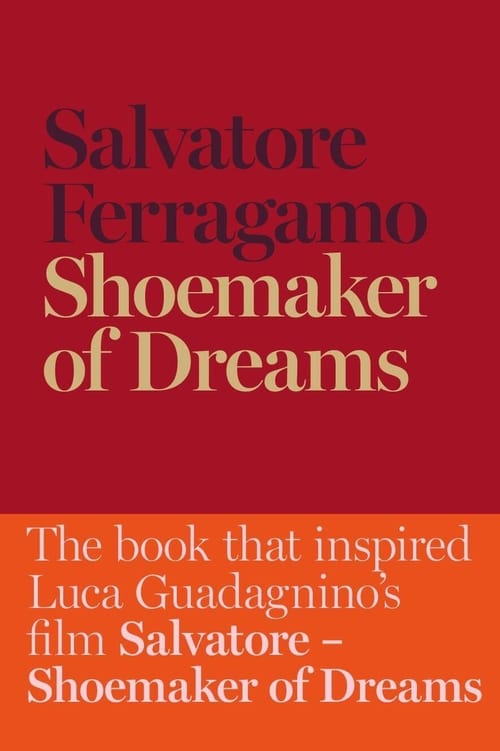 Salvatore
Ferragamo
Shoemaker
of Dreams
The book that inspired
Luca Guadagnino's
film Salvatore –
Shoemaker of Dreams